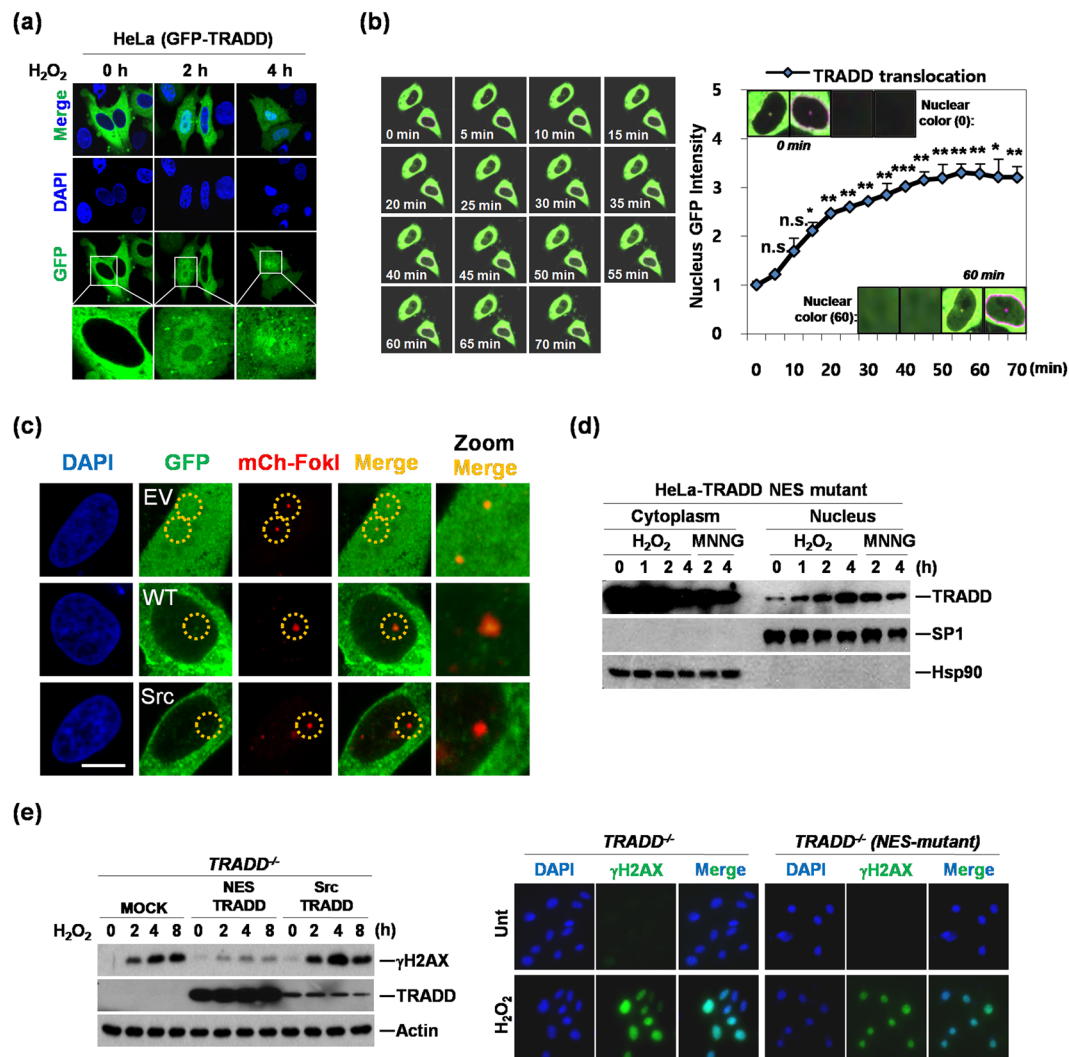 (a)
HeLa (GFP-TRADD)
H₂O₂ 0 h 2 h 4 h
Merge
DAPI
GFP
(b)
0 min 5 min 10 min 15 min
20 min 25 min 30 min 35 min
40 min 45 min 50 min 55 min
60 min 65 min 70 min
TRADD translocation
Nucleus GFP Intensity
5
4
3
2
1
0
Nuclear
color (0):
0 min
n.s. n.s. * ** ** ** ** *** ** ** ** ** * **
60 min
Nuclear
color (60):
0 10 20 30 40 50 60 70 (min)
(c)
DAPI GFP mCh-FokI Merge Zoom
Merge
EV
WT
Src
(d)
HeLa-TRADD NES mutant
Cytoplasm Nucleus
H₂O₂ MNNG H₂O₂ MNNG
0 1 2 4 2 4 0 1 2 4 2 4 (h)
TRADD
SP1
Hsp90
(e)
TRADD-/-
MOCK NES TRADD Src TRADD
H₂O₂ 0 2 4 8 0 2 4 8 0 2 4 8 (h)
γH2AX
TRADD
Actin
TRADD-/- TRADD-/- (NES-mutant)
DAPI γH2AX Merge DAPI γH2AX Merge
Unt
H₂O₂